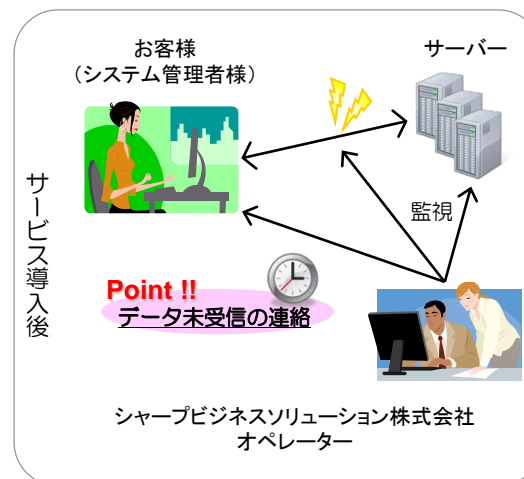 お客様
（システム管理者様）
サーバー
サービス導入後
監視
Point !!
データ未受信の連絡
シャープビジネスソリューション株式会社
オペレーター